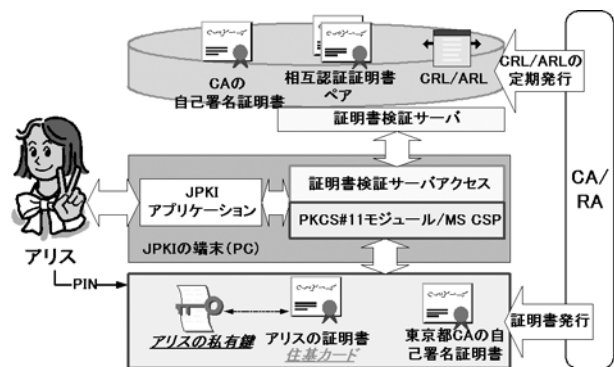 CAの
自己署名証明書
相互認証証明書
ペア
CRL/ARL
CRL/ARLの
定期発行
証明書検証サーバ
CA/
RA
JPKI
アプリケーション
証明書検証サーバアクセス
PKCS#11モジュール/MS CSP
JPKIの端末(PC)
アリス
PIN
アリスの私有鍵
アリスの証明書
住基カード
東京都CAの自
己署名証明書
証明書発行